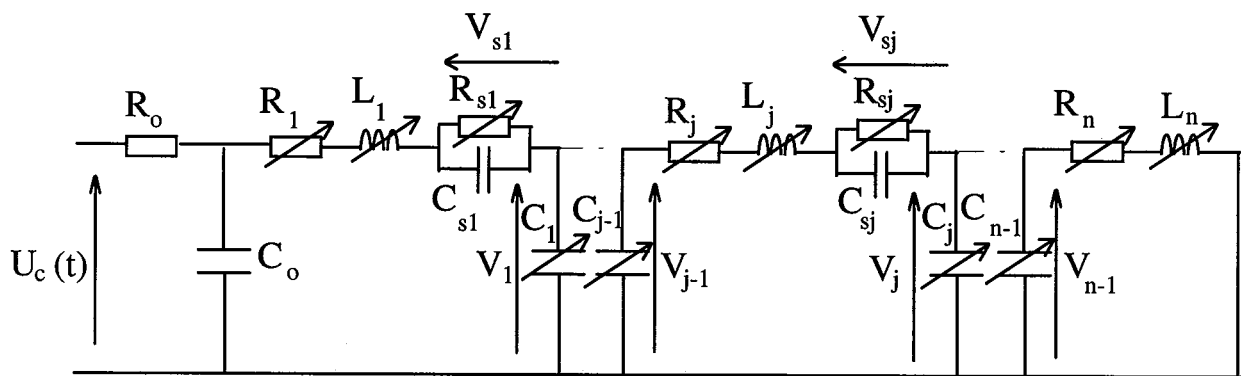 V_s1
V_sj
R_o
R_1
L_1
R_s1
R_j
L_j
R_sj
R_n
L_n
C_s1
C_sj
U_c (t)
C_o
V_1
C_1
C_j-1
V_j-1
V_j
C_j
C_n-1
V_n-1